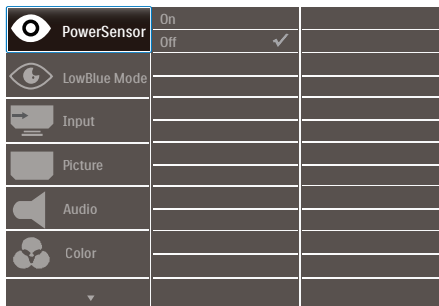 PowerSensor
On
Off
LowBlue Mode
Input
Picture
Audio
Color